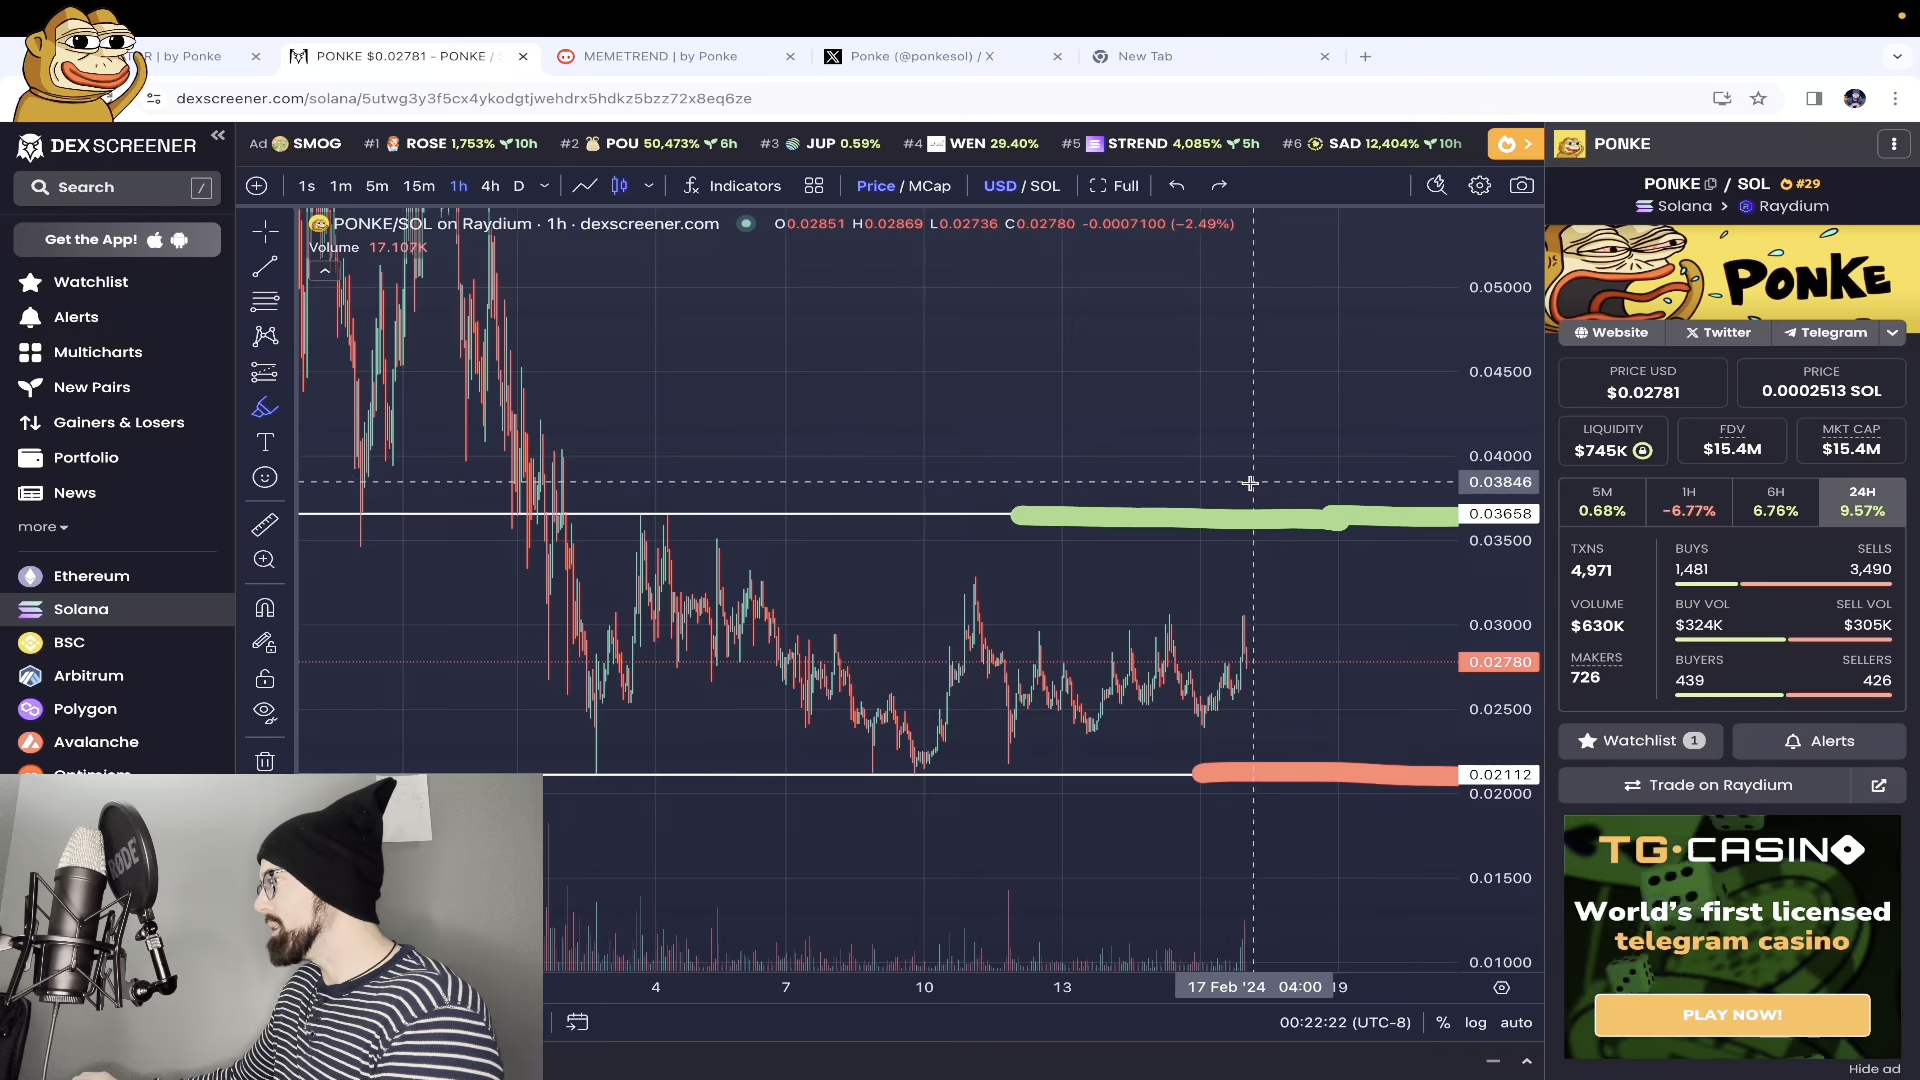 OR | by Ponke
PONKE $0.02781 - PONKE / S
MEMETREND | by Ponke
Ponke (@ponkesol) / X
New Tab
dexscreener.com/solana/5utwg3y3f5cx4ykodgtjwehdrx5hdkz5bzz72x8eq6ze
DEX SCREENER
Search /
Get the App!
Watchlist
Alerts
Multicharts
New Pairs
Gainers & Losers
Portfolio
News
more
Ethereum
Solana
BSC
Arbitrum
Polygon
Avalanche
Ad SMOG #1 ROSE 1,753% 10h #2 POU 50,473% 6h #3 JUP 0.59% #4 WEN 29.40% #5 STREND 4,085% 5h #6 SAD 12,404% 10h
1s 1m 5m 15m 1h 4h D Indicators Price / MCap USD / SOL Full
PONKE/SOL on Raydium · 1h · dexscreener.com O0.02851 H0.02869 L0.02736 C0.02780 -0.0007100 (−2.49%)
Volume 17.107K
0.05000
0.04500
0.04000
0.03846
0.03658
0.03500
0.03000
0.02780
0.02500
0.02112
0.02000
0.01500
0.01000
4 7 10 13 17 Feb '24 04:00 19
00:22:22 (UTC-8) % log auto
RØDE
PONKE
PONKE / SOL #29
Solana > Raydium
PONKE
Website Twitter Telegram
PRICE USD
$0.02781
PRICE
0.0002513 SOL
LIQUIDITY
$745K
FDV
$15.4M
MKT CAP
$15.4M
5M
0.68%
1H
-6.77%
6H
6.76%
24H
9.57%
TXNS
4,971
BUYS SELLS
1,481 3,490
VOLUME
$630K
BUY VOL SELL VOL
$324K $305K
MAKERS
726
BUYERS SELLERS
439 426
Watchlist 1
Alerts
Trade on Raydium
TG.CASINO
World's first licensed
telegram casino
PLAY NOW!
Hide ad